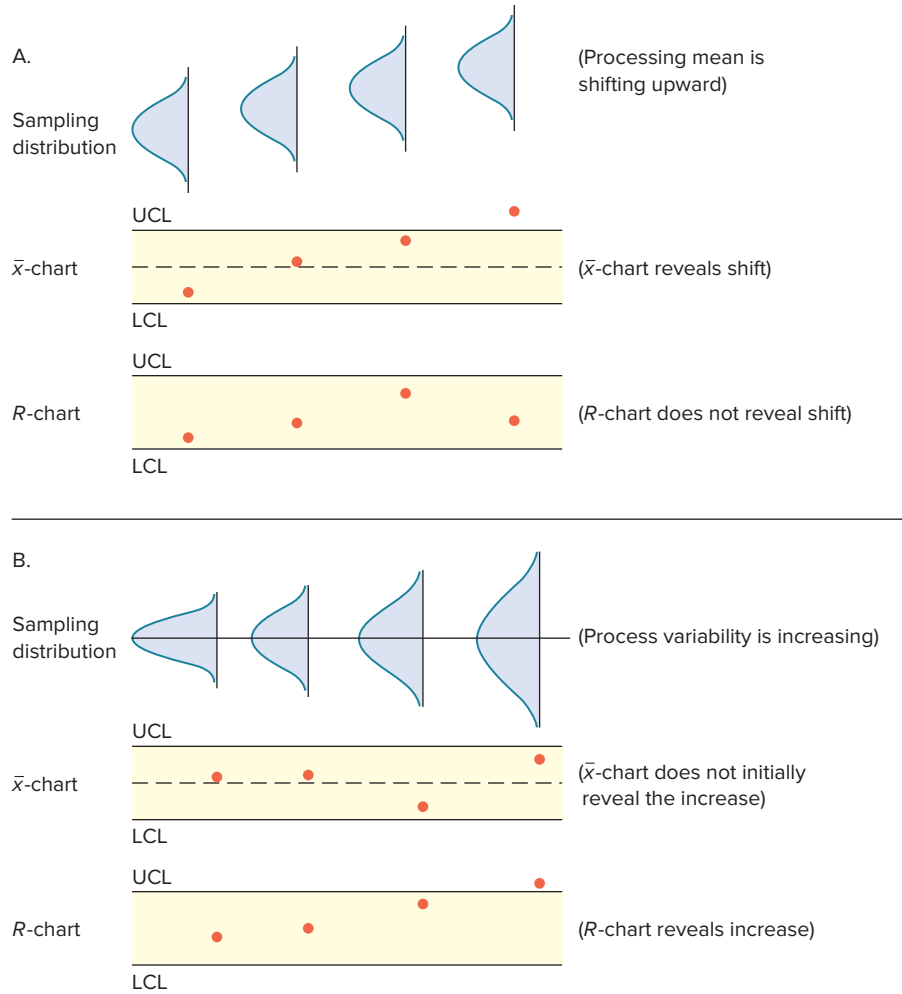 A.
(Processing mean is
shifting upward)
Sampling
distribution
UCL
x̄-chart
(x̄-chart reveals shift)
LCL
UCL
R-chart
(R-chart does not reveal shift)
LCL
B.
Sampling
distribution
(Process variability is increasing)
UCL
x̄-chart
(x̄-chart does not initially
reveal the increase)
LCL
UCL
R-chart
(R-chart reveals increase)
LCL